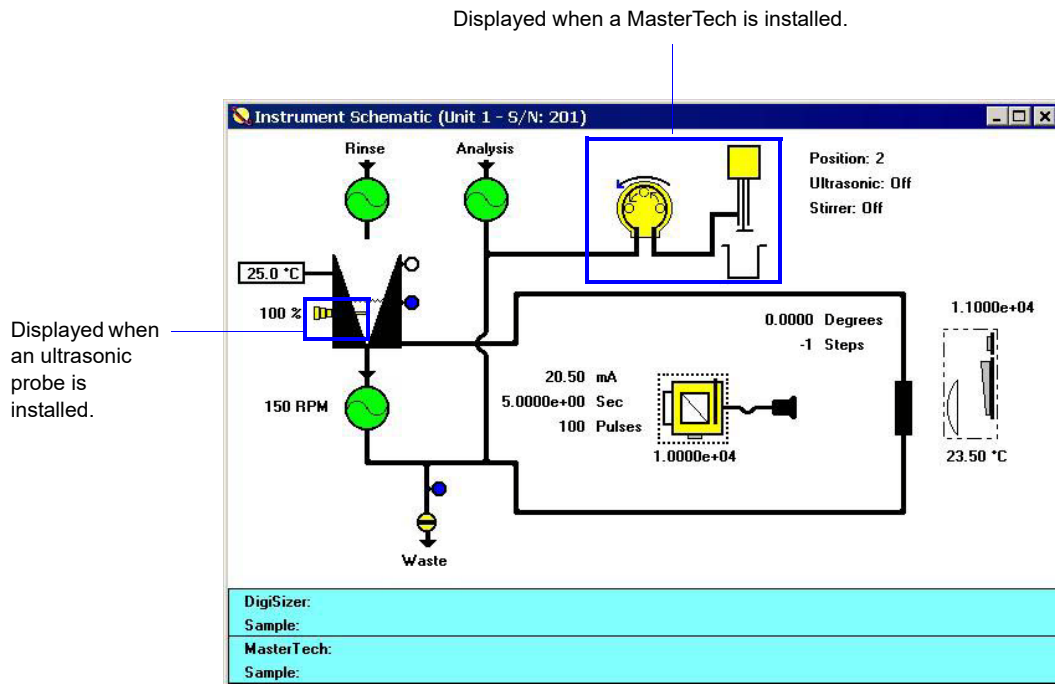 Displayed when a MasterTech is installed.
Instrument Schematic (Unit 1 - S/N: 201)
Rinse
Analysis
Position: 2
Ultrasonic: Off
Stirrer: Off
25.0 °C
100 %
Displayed when
an ultrasonic
probe is
installed.
0.0000 Degrees
-1 Steps
1.1000e+04
20.50 mA
5.0000e+00 Sec
100 Pulses
150 RPM
1.0000e+04
23.50 °C
Waste
DigiSizer:
Sample:
MasterTech:
Sample: